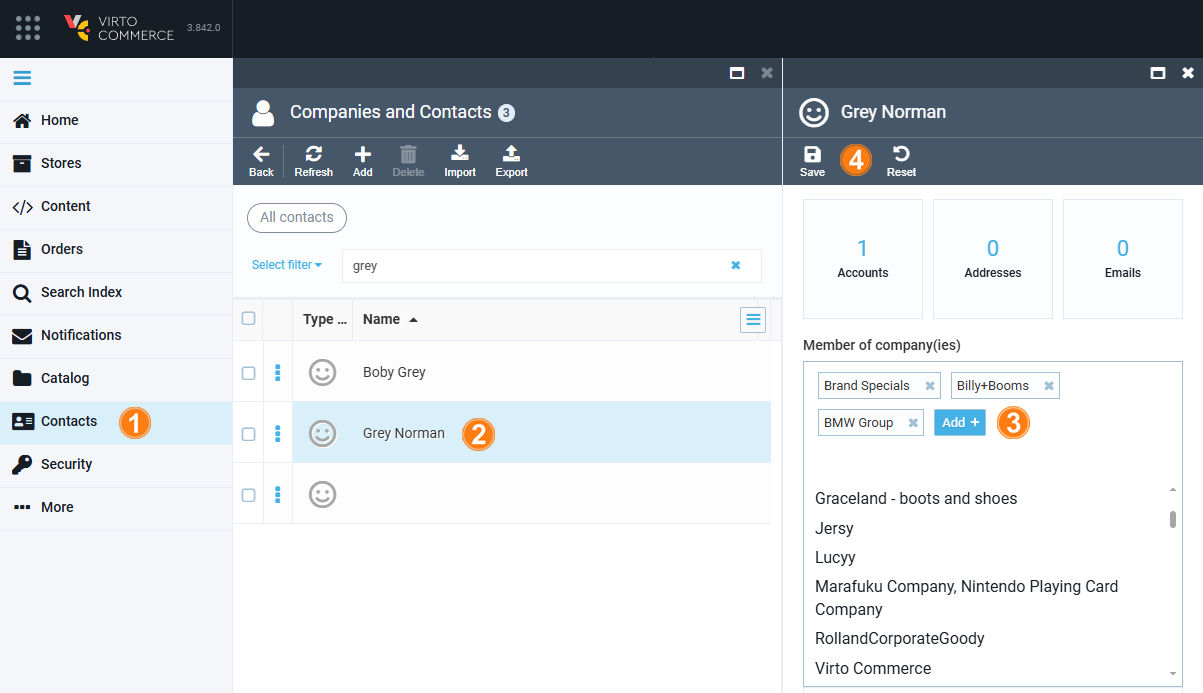 VIRTO
COMMERCE
3.842.0
Home
Stores
Content
Orders
Search Index
Notifications
Catalog
Contacts
1
Security
More
Companies and Contacts 3
Back
Refresh
Add
Delete
Import
Export
All contacts
Select filter
grey
Type ...
Name
Boby Grey
Grey Norman
2
Grey Norman
Save
4
Reset
1
Accounts
0
Addresses
0
Emails
Member of company(ies)
Brand Specials
Billy+Booms
BMW Group
Add +
3
Graceland - boots and shoes
Jersy
Lucyy
Marafuku Company, Nintendo Playing Card
Company
RollandCorporateGoody
Virto Commerce